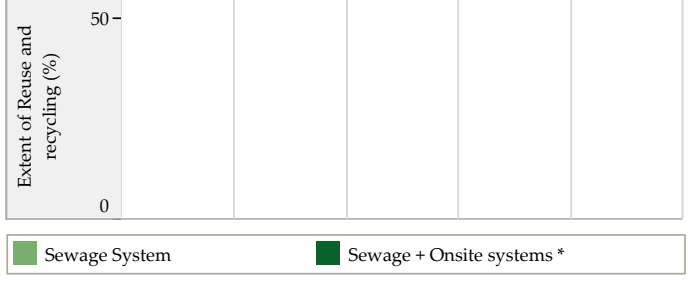 50
Extent of Reuse and
recycling (%)
0
Sewage System
Sewage + Onsite systems *